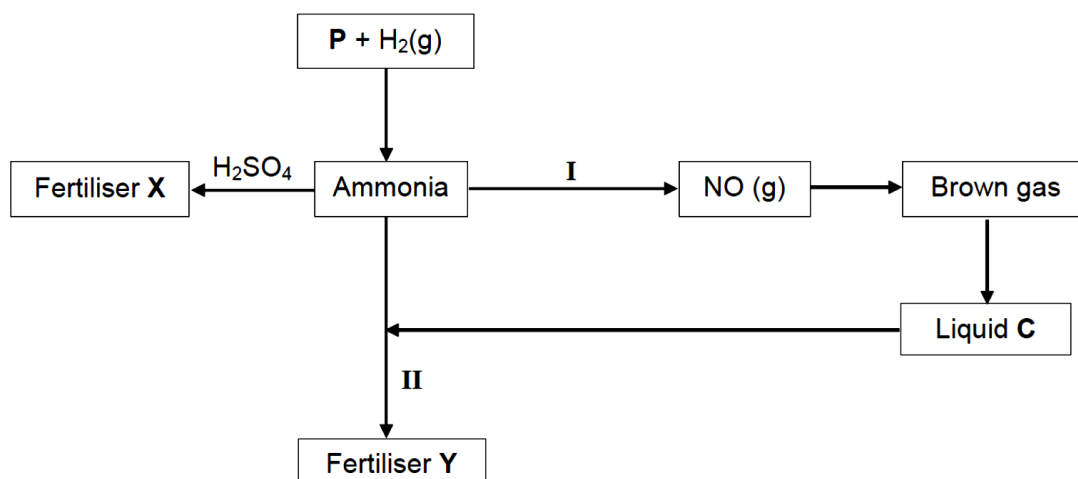 P + H₂(g)
H₂SO₄
I
Fertiliser X
Ammonia
NO (g)
Brown gas
Liquid C
II
Fertiliser Y